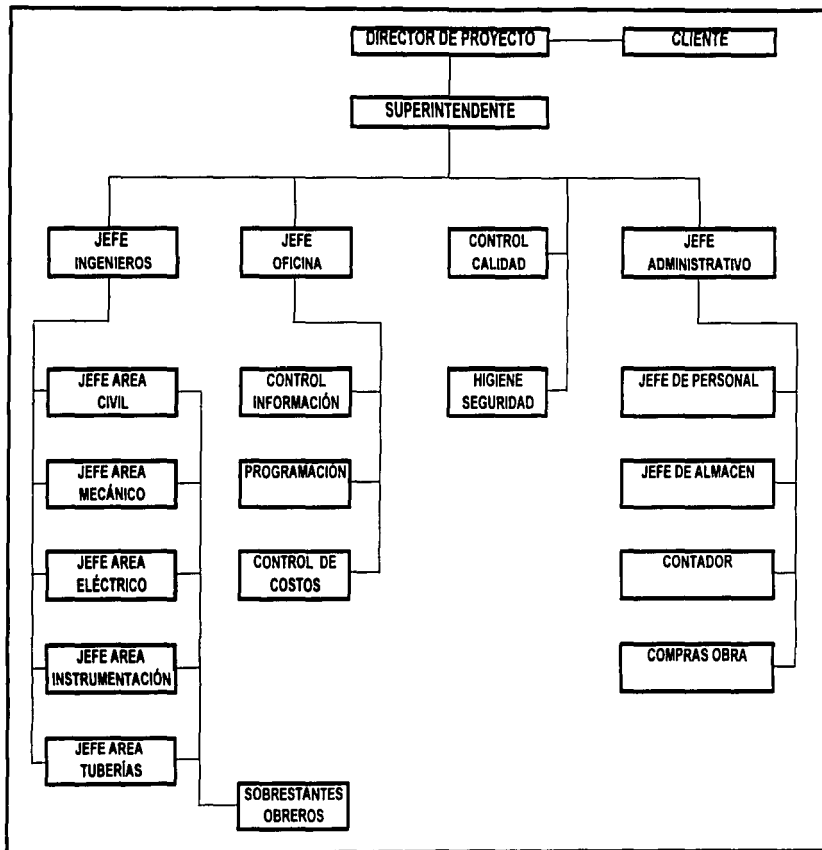 DIRECTOR DE PROYECTO
CLIENTE
SUPERINTENDENTE
JEFE
INGENIEROS
JEFE
OFICINA
CONTROL
CALIDAD
JEFE
ADMINISTRATIVO
JEFE AREA
CIVIL
CONTROL
INFORMACIÓN
HIGIENE
SEGURIDAD
JEFE DE PERSONAL
JEFE AREA
MECÁNICO
PROGRAMACIÓN
JEFE DE ALMACEN
JEFE AREA
ELÉCTRICO
CONTROL DE
COSTOS
CONTADOR
JEFE AREA
INSTRUMENTACIÓN
COMPRAS OBRA
JEFE AREA
TUBERÍAS
SOBRESTANTES
OBREROS